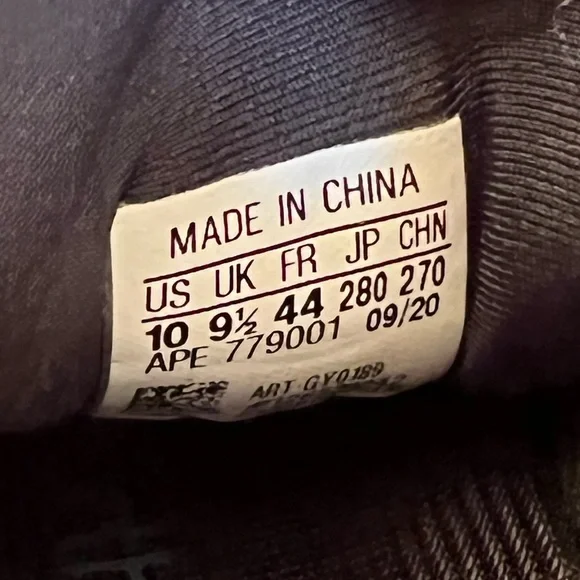 MADE IN CHINA
US UK FR JP CHN
10 9½ 44 280 270
APE 779001 09/20
ART GY0189